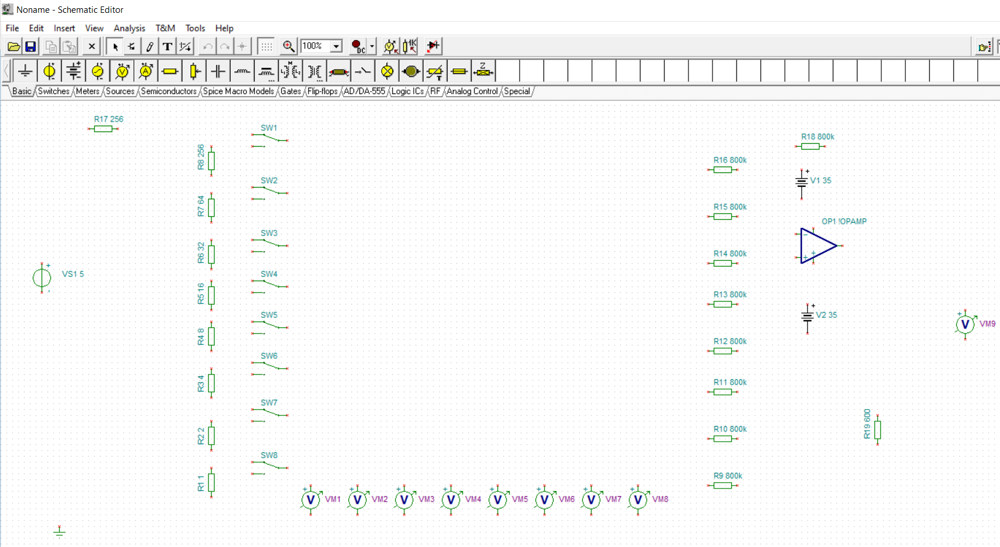 Noname - Schematic Editor
File Edit Insert View Analysis T&M Tools Help
T 100% DC 1K
M Z T
Basic Switches Meters Sources Semiconductors Spice Macro Models Gates Flip-flops AD/DA-555 Logic ICs RF Analog Control Special
R17 256
SW1
R18 800k
R8 256
R16 800k
SW2
V1 35
R7 64
R15 800k
OP1 !OPAMP
SW3
R6 32
R14 800k
VS1 5
SW4
R5 16
R13 800k
SW5
V2 35
VM9
R4 8
R12 800k
SW6
R3 4
R11 800k
SW7
R19 600
R2 2
R10 800k
SW8
R1 1
R9 800k
V VM1 V VM2 V VM3 V VM4 V VM5 V VM6 V VM7 V VM8